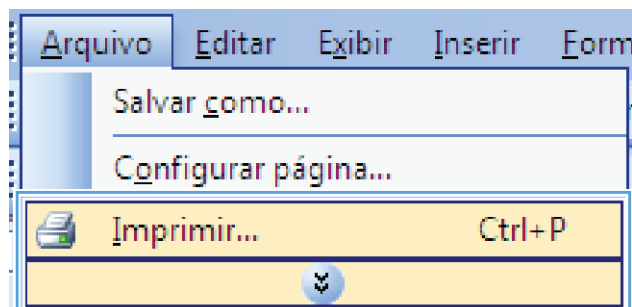 Arquivo Editar Exibir Inserir Form
Salvar como...
Configurar página...
Imprimir... Ctrl+P